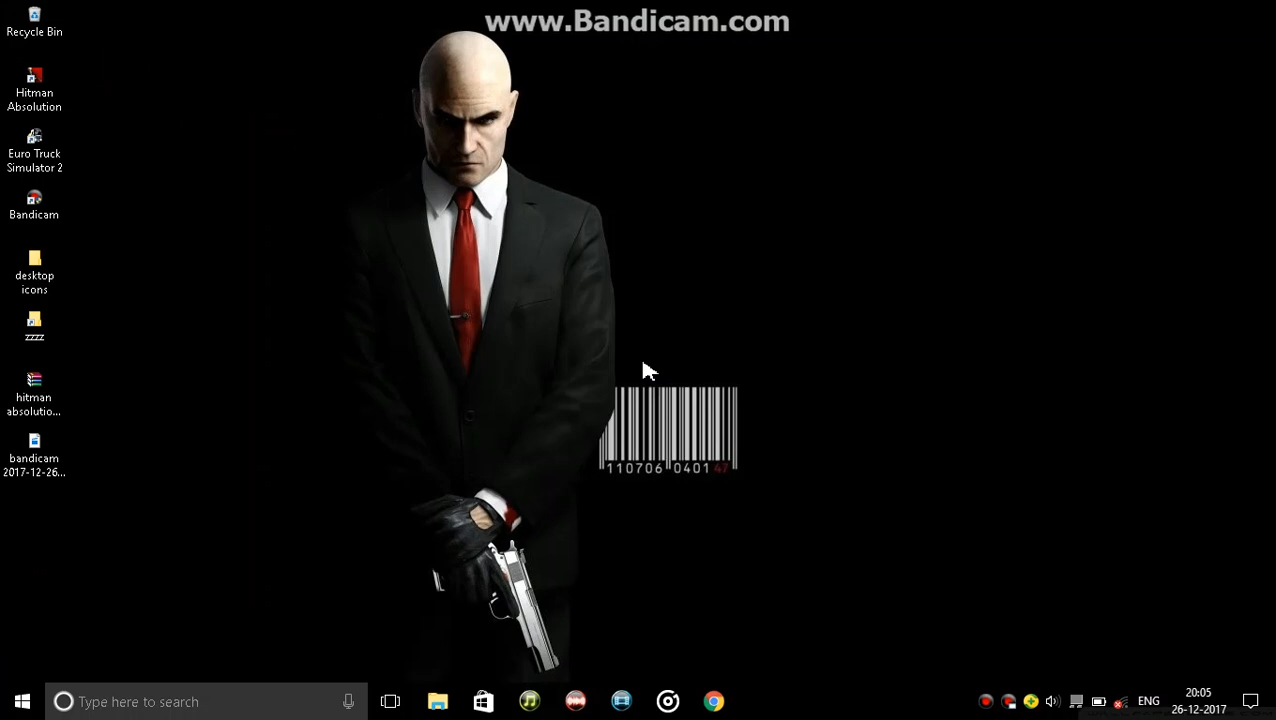 www.Bandicam.com
Recycle Bin
Hitman
Absolution
Euro Truck
Simulator 2
Bandicam
desktop
icons
zzzz
hitman
absolutio...
bandicam
2017-12-26...
110706 040147
Type here to search
ENG
20:05
26-12-2017